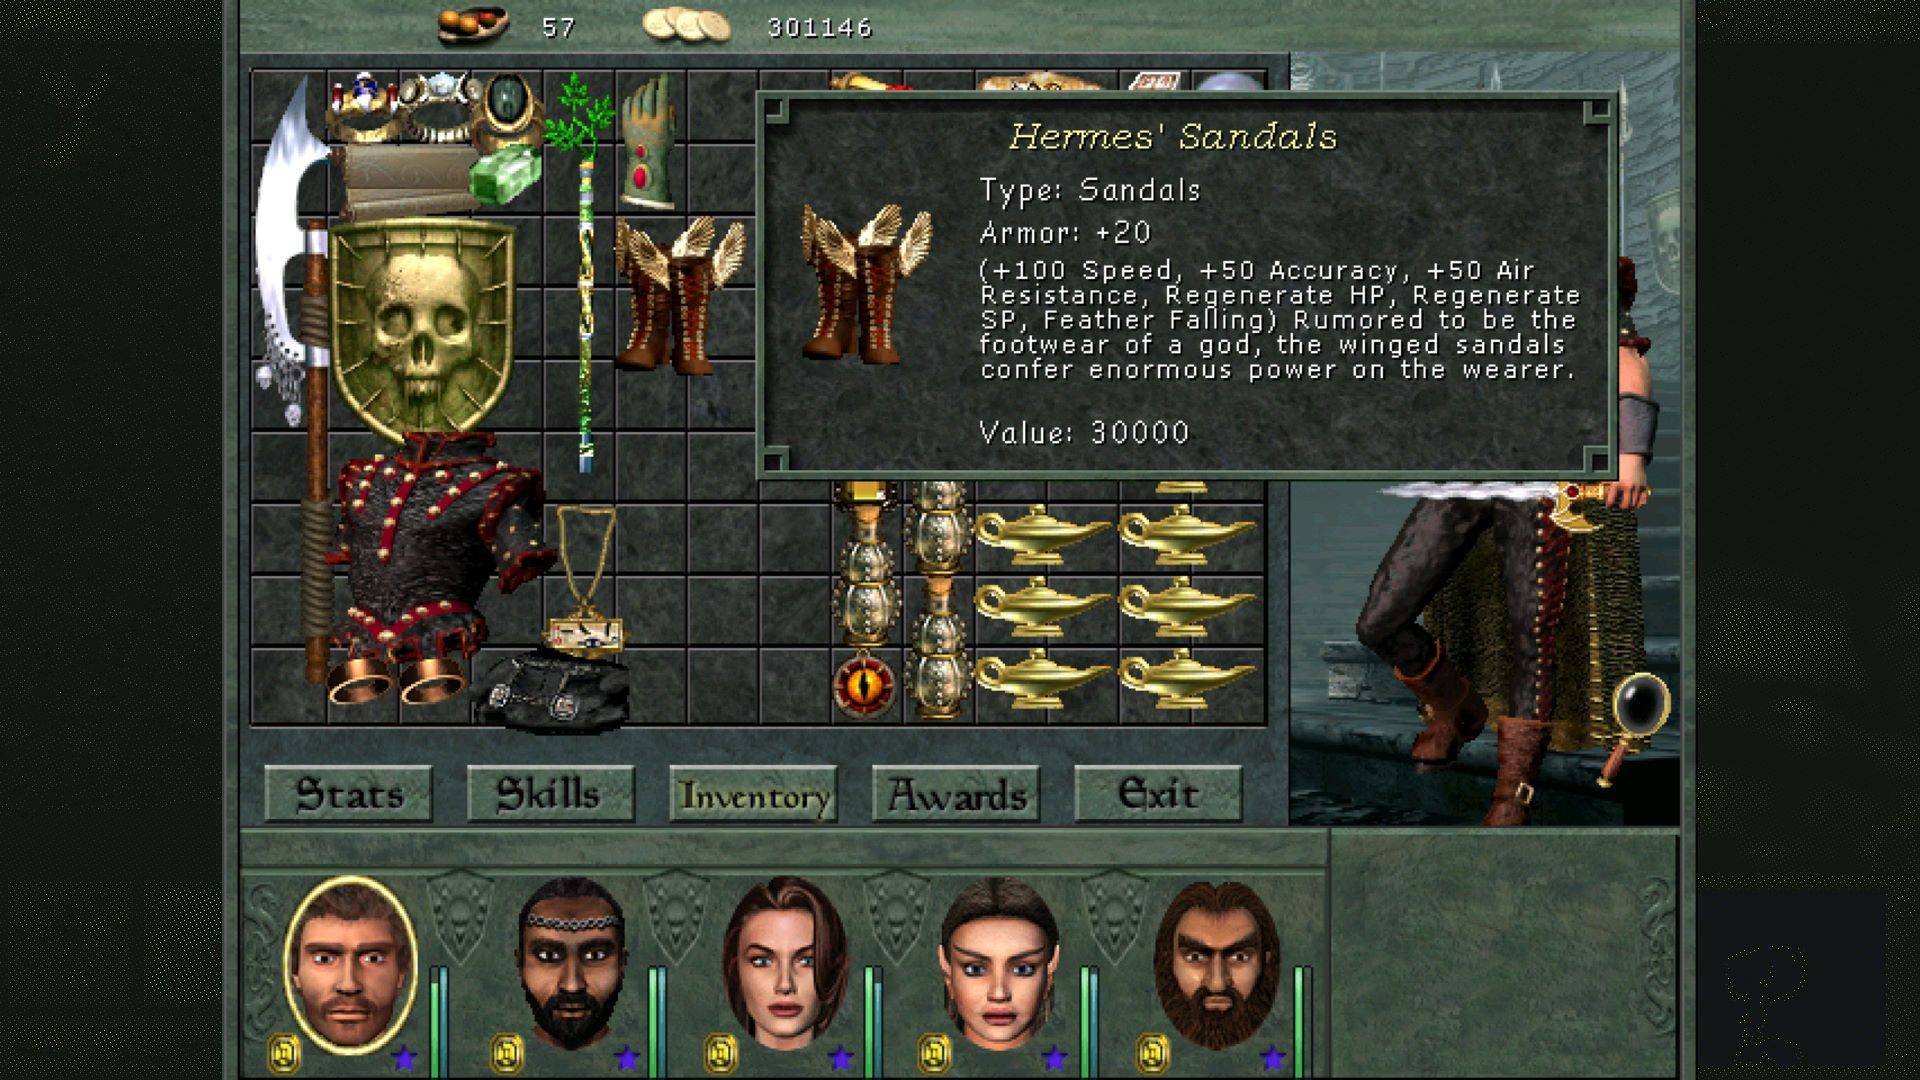 57 301146
Hermes' Sandals
Type: Sandals
Armor: +20
(+100 Speed, +50 Accuracy, +50 Air
Resistance, Regenerate HP, Regenerate
SP, Feather Falling) Rumored to be the
footwear of a god, the winged sandals
confer enormous power on the wearer.
Value: 30000
Stats Skills Inventory Awards Exit